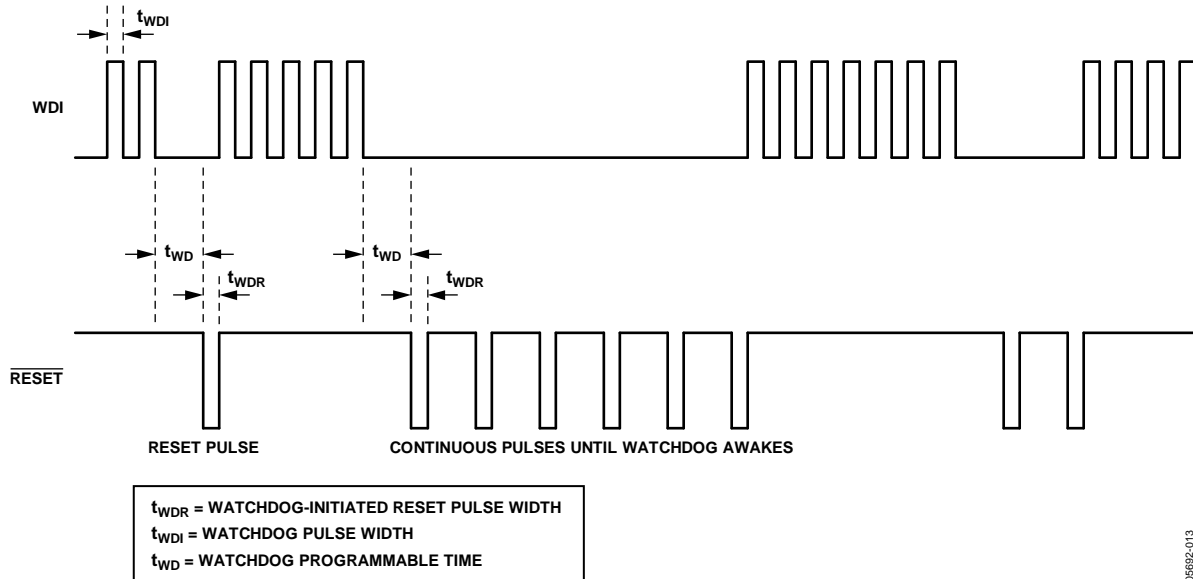 tWDI
WDI
tWD
tWD
tWDR
tWDR
RESET
RESET PULSE
CONTINUOUS PULSES UNTIL WATCHDOG AWAKES
tWDR = WATCHDOG-INITIATED RESET PULSE WIDTH
tWDI = WATCHDOG PULSE WIDTH
tWD = WATCHDOG PROGRAMMABLE TIME